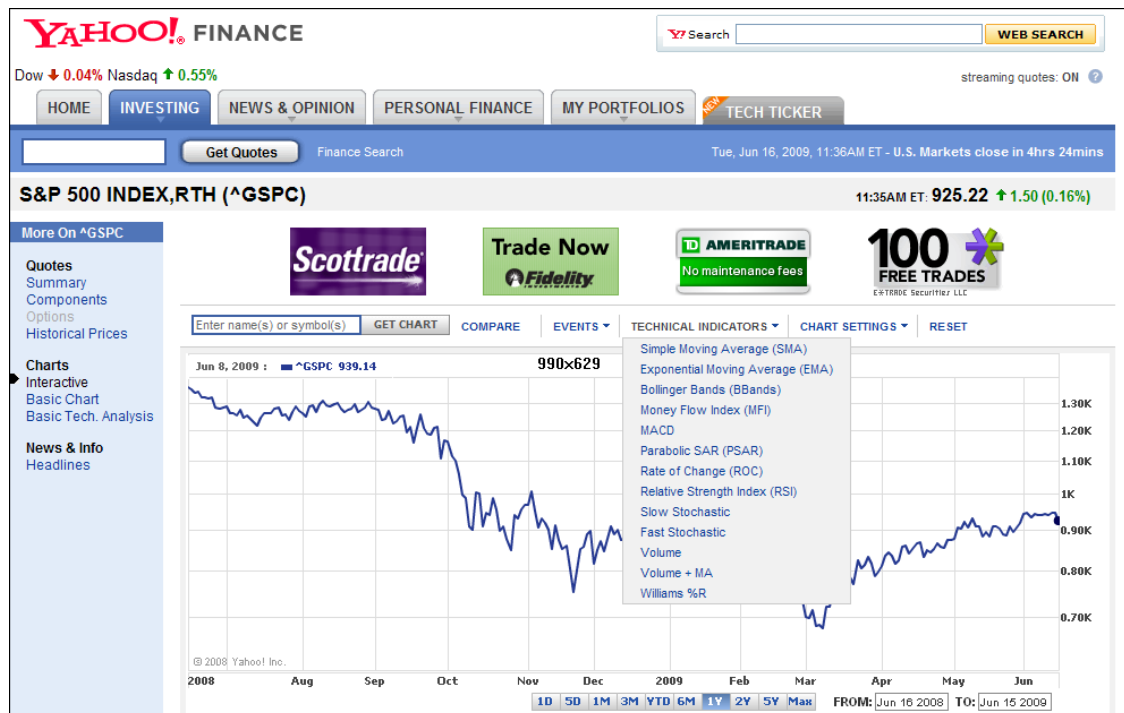 YAHOO! FINANCE
Y? Search WEB SEARCH
Dow 0.04% Nasdaq 0.55%
streaming quotes: ON ?
HOME INVESTING NEWS & OPINION PERSONAL FINANCE MY PORTFOLIOS NEW TECH TICKER
Get Quotes Finance Search Tue, Jun 16, 2009, 11:36AM ET - U.S. Markets close in 4hrs 24mins
S&P 500 INDEX,RTH (^GSPC) 11:35AM ET: 925.22 1.50 (0.16%)
More On ^GSPC
Quotes
Summary
Components
Options
Historical Prices
Charts
Interactive
Basic Chart
Basic Tech. Analysis
News & Info
Headlines
Scottrade
Trade Now
Fidelity
INVESTMENTS
TD AMERITRADE
No maintenance fees
100
FREE TRADES
E*TRADE Securities LLC
Enter name(s) or symbol(s) GET CHART COMPARE EVENTS TECHNICAL INDICATORS CHART SETTINGS RESET
Simple Moving Average (SMA)
Exponential Moving Average (EMA)
Bollinger Bands (BBands)
Money Flow Index (MFI)
MACD
Parabolic SAR (PSAR)
Rate of Change (ROC)
Relative Strength Index (RSI)
Slow Stochastic
Fast Stochastic
Volume
Volume + MA
Williams %R
Jun 8, 2009 : ^GSPC 939.14
990x629
1.30K
1.20K
1.10K
1K
0.90K
0.80K
0.70K
© 2008 Yahoo! Inc.
2008 Aug Sep Oct Nov Dec 2009 Feb Mar Apr May Jun
1D 5D 1M 3M YTD 6M 1Y 2Y 5Y Max FROM: Jun 16 2008 TO: Jun 15 2009